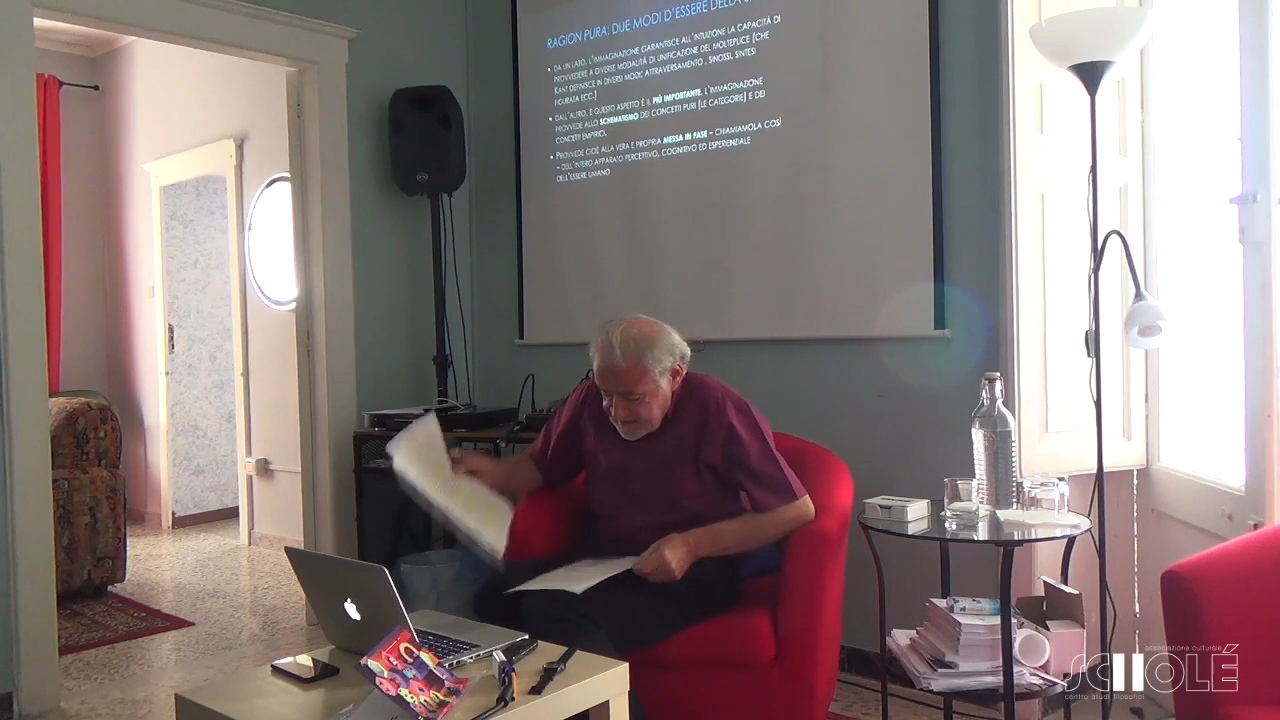 RAGION PURA: DUE MODI D'ESSERE DELLA
• DA UN LATO, L'IMMAGINAZIONE GARANTISCE ALL'INTUIZIONE LA CAPACITÀ DI
PROVVEDERE A DIVERSE MODALITÀ DI UNIFICAZIONE DEL MOLTEPLICE (CHE
KANT DEFINISCE IN DIVERSI MODI: ATTRAVERSAMENTO, SINOSSI, SINTESI
FIGURATA ECC.)
• DALL'ALTRO, E QUESTO ASPETTO È IL PIÙ IMPORTANTE, L'IMMAGINAZIONE
PROVVEDE ALLO SCHEMATISMO DEI CONCETTI PURI (LE CATEGORIE) E DEI
CONCETTI EMPIRICI.
• PROVVEDE CIOÈ ALLA VERA E PROPRIA MESSA IN FASE – CHIAMIAMOLA COSÌ
– DELL'INTERO APPARATO PERCETTIVO, COGNITIVO ED ESPERIENZIALE
DELL'ESSERE UMANO
associazione culturale
SCHOLÉ
centro studi filosofici